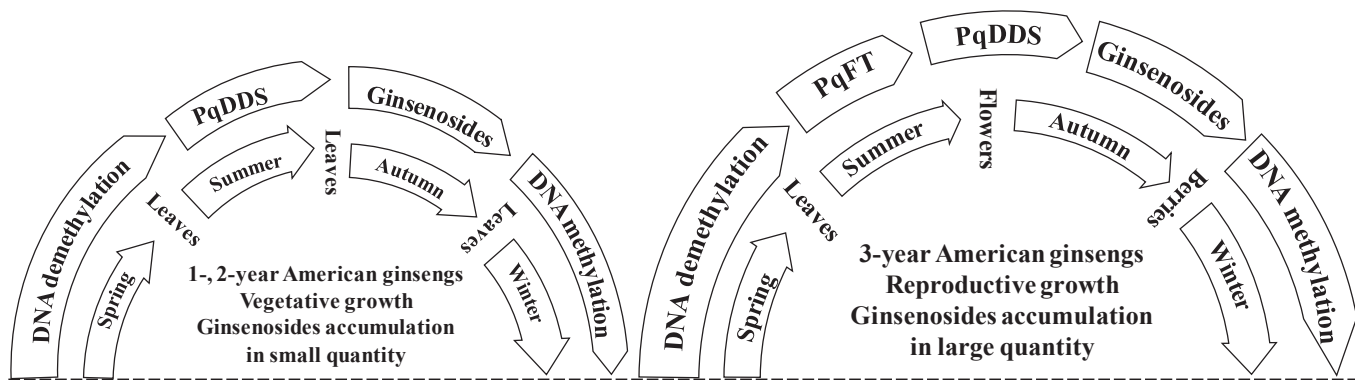 DNA demethylation
PqDDS
Ginsenosides
DNA methylation
Spring
Leaves
Summer
Leaves
Autumn
Leaves
Winter
1-, 2-year American ginsengs
Vegetative growth
Ginsenosides accumulation
in small quantity
DNA demethylation
PqFT
PqDDS
Ginsenosides
DNA methylation
Spring
Leaves
Summer
Flowers
Autumn
Berries
Winter
3-year American ginsengs
Reproductive growth
Ginsenosides accumulation
in large quantity